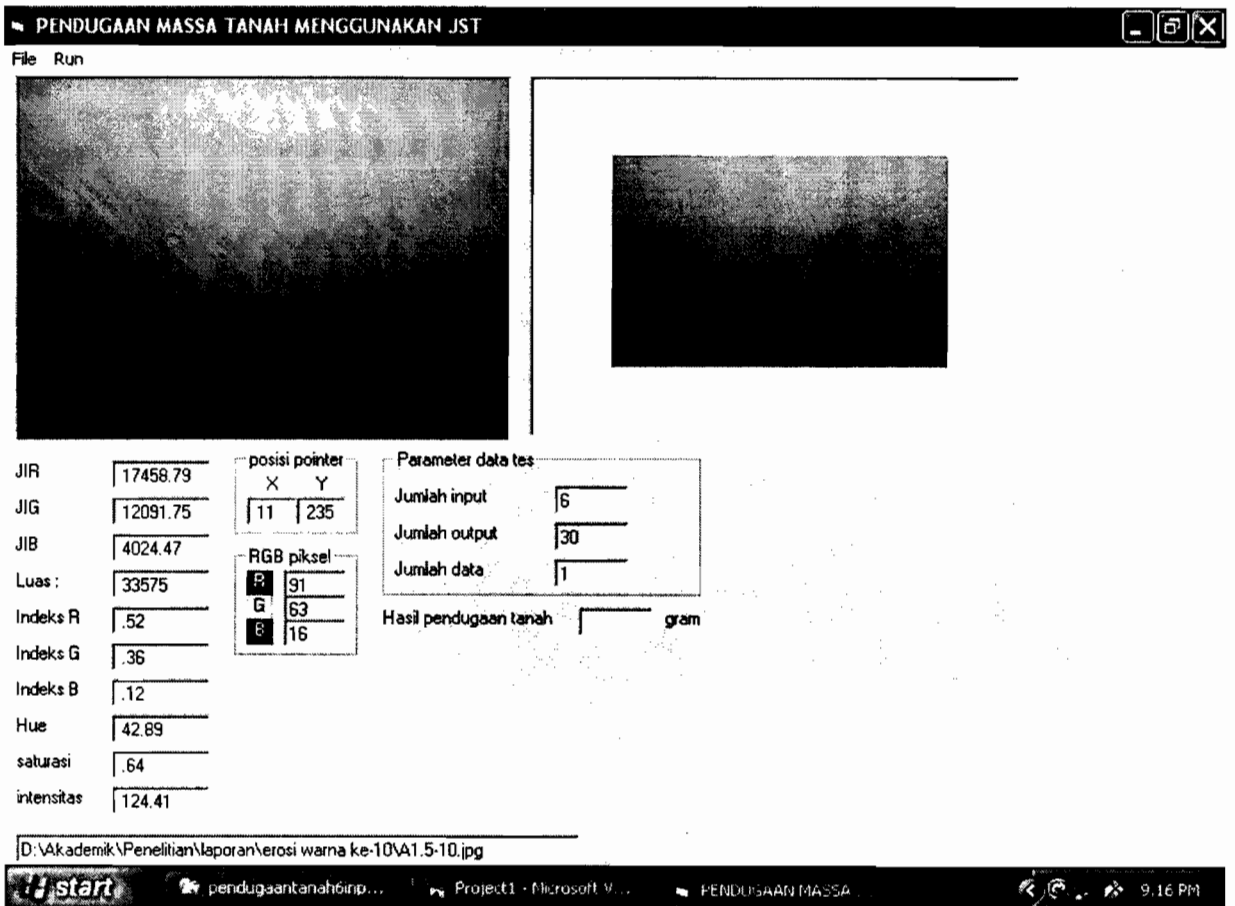 PENDUGAAN MASSA TANAH MENGGUNAKAN JST
File Run
JIR 17458.79
JIG 12091.75
JIB 4024.47
Luas : 33575
Indeks R .52
Indeks G .36
Indeks B .12
Hue 42.89
saturasi .64
intensitas 124.41
posisi pointer
X Y
11 235
RGB piksel
R 91
G 63
B 16
Parameter data tes
Jumlah input 6
Jumlah output 30
Jumlah data 1
Hasil pendugaan tanah gram
D:\Akademik\Penelitian\laporan\erosi warna ke-10\A1.5-10.jpg
start pendugaantanah6inp... Project1 - Microsoft V... PENDUGAAN MASSA ... 9.16 PM